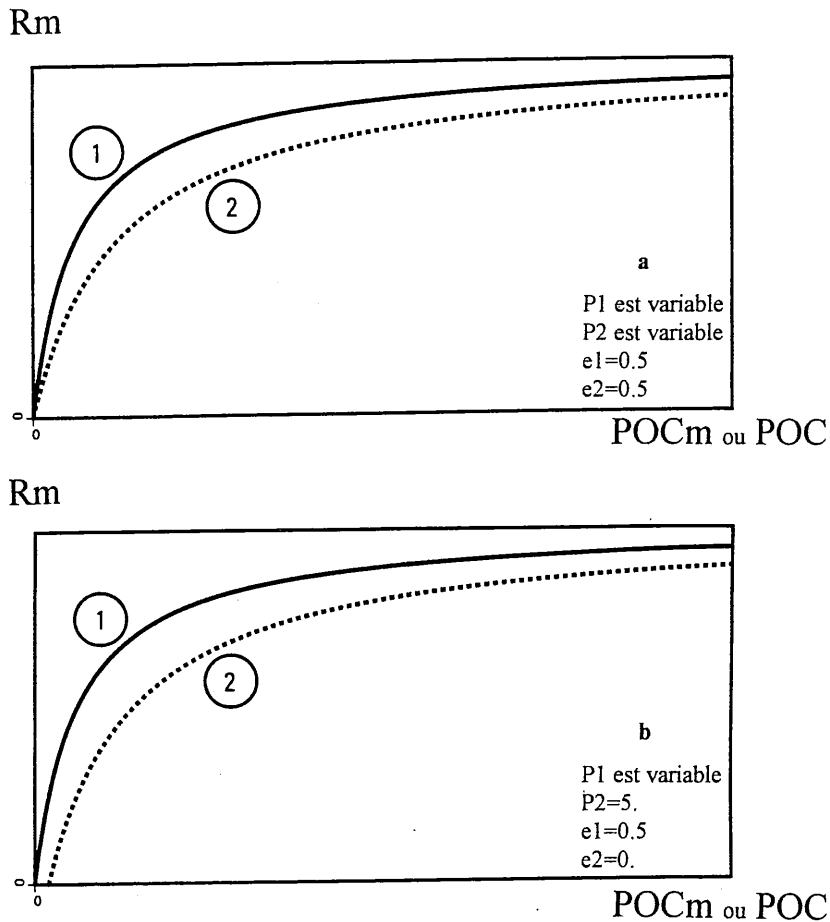 Rm
1
2
a
P1 est variable
P2 est variable
e1=0.5
e2=0.5
0
0
POCm ou POC
Rm
1
2
b
P1 est variable
P2=5.
e1=0.5
e2=0.
0
0
POCm ou POC